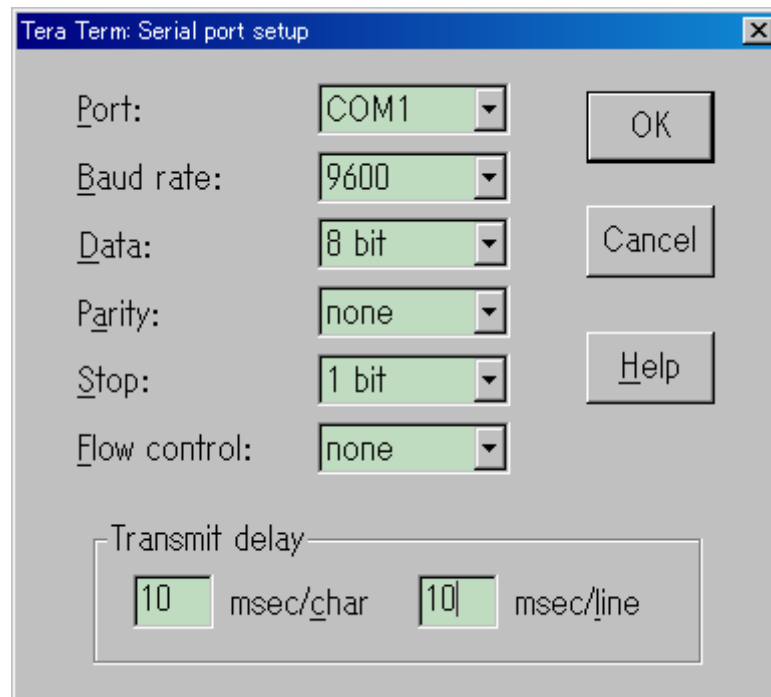 Tera Term: Serial port setup
Port: COM1
OK
Baud rate: 9600
Data: 8 bit
Cancel
Parity: none
Stop: 1 bit
Help
Flow control: none
Transmit delay
10 msec/char 10 msec/line